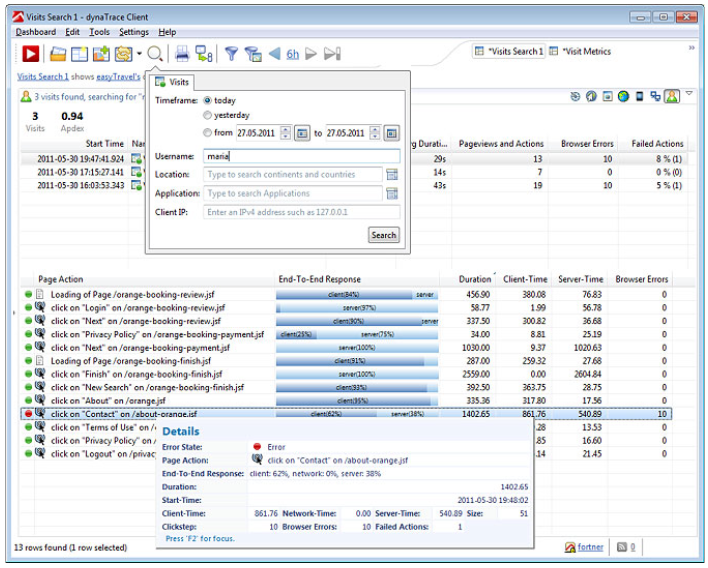 Visits Search 1 - dynaTrace Client
Dashboard Edit Tools Settings Help
6h
*Visits Search 1 *Visit Metrics
Visits Search 1 shows easyTravel's
3 visits found, searching for
3 0.94
Visits Apdex
Visits
Timeframe: today
yesterday
from 27.05.2011 to 27.05.2011
Username: maria
Location: Type to search continents and countries
Application: Type to search Applications
Client IP: Enter an IPv4 address such as 127.0.0.1
Search
Start Time Pageviews and Actions Browser Errors Failed Actions
2011-05-30 19:47:41.924 29s 13 10 8 % (1)
2011-05-30 17:15:27.141 14s 7 0 0 % (0)
2011-05-30 16:03:53.343 43s 19 10 5 % (1)
Page Action End-To-End Response Duration Client-Time Server-Time Browser Errors
Loading of Page /orange-booking-review.jsf client(84%) server 456.90 380.08 76.83 0
click on "Login" on /orange-booking-review.jsf server(97%) 58.77 1.99 56.78 0
click on "Next" on /orange-booking-review.jsf client(90%) server 337.50 300.82 36.68 0
click on "Privacy Policy" on /orange-booking-payment.jsf client(25%) server(75%) 34.00 8.81 25.19 0
click on "Next" on /orange-booking-payment.jsf server(100%) 1030.00 9.37 1020.63 0
Loading of Page /orange-booking-finish.jsf client(91%) 287.00 259.32 27.68 0
click on "Finish" on /orange-booking-finish.jsf server(100%) 2559.00 0.00 2604.84 0
click on "New Search" on /orange-booking-finish.jsf client(93%) 392.50 363.75 28.75 0
click on "About" on /orange.jsf client(95%) 335.36 317.80 17.56 0
click on "Contact" on /about-orange.jsf client(62%) server(38%) 1402.65 861.76 540.89 10
click on "Terms of Use" on .28 13.53 0
click on "Privacy Policy" on .85 16.60 0
click on "Logout" on /privac .14 21.45 0
Details
Error State: Error
Page Action: click on "Contact" on /about-orange.jsf
End-To-End Response: client: 62%, network: 0%, server: 38%
Duration: 1402.65
Start-Time: 2011-05-30 19:48:02
Client-Time: 861.76 Network-Time: 0.00 Server-Time: 540.89 Size: 51
Clickstep: 10 Browser Errors: 10 Failed Actions: 1
Press 'F2' for focus.
13 rows found (1 row selected) fortner 0